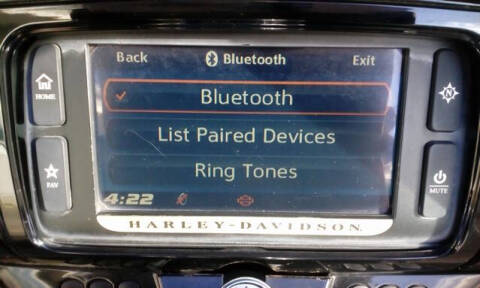 Back Bluetooth Exit
Bluetooth
HOME
List Paired Devices
Ring Tones
FAV
MUTE
4:22
HARLEY-DAVIDSON
N